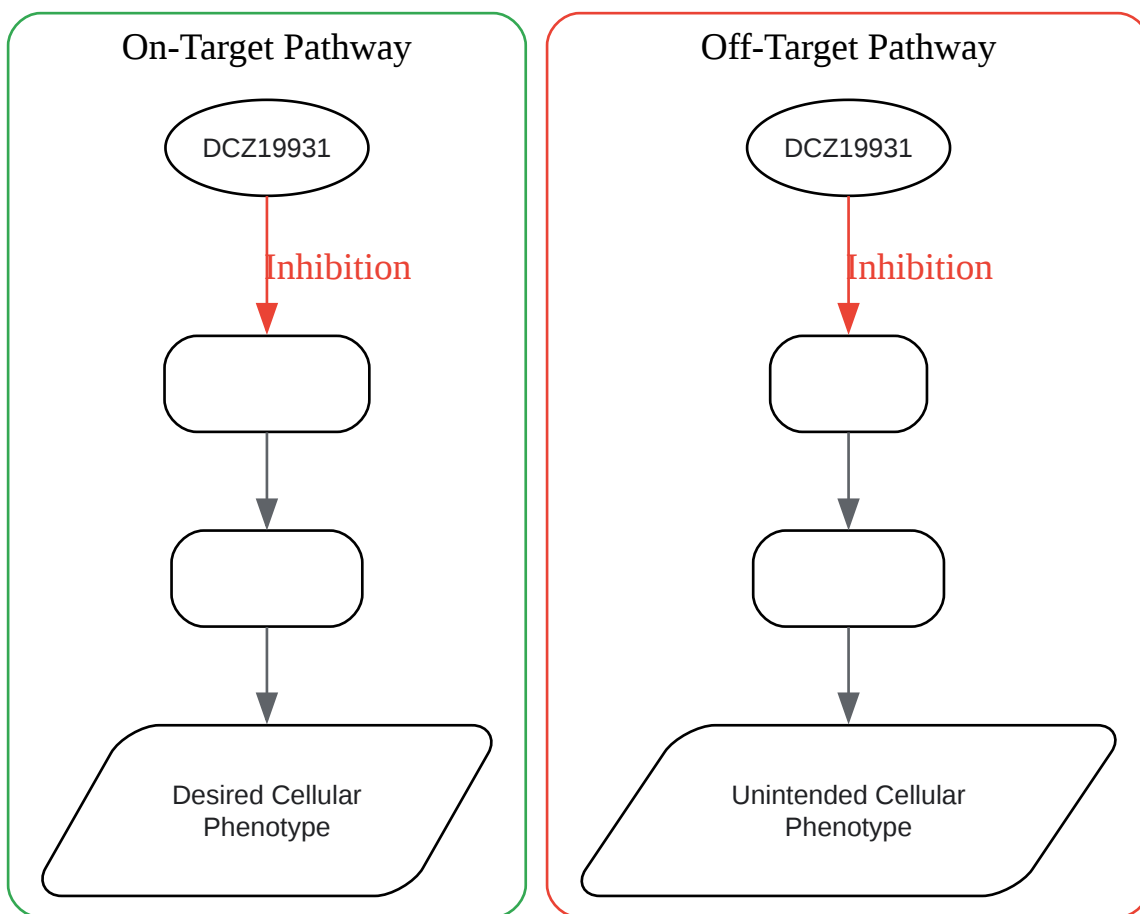 On-Target Pathway
DCZ19931
Inhibition
Desired Cellular
Phenotype
Off-Target Pathway
DCZ19931
Inhibition
Unintended Cellular
Phenotype